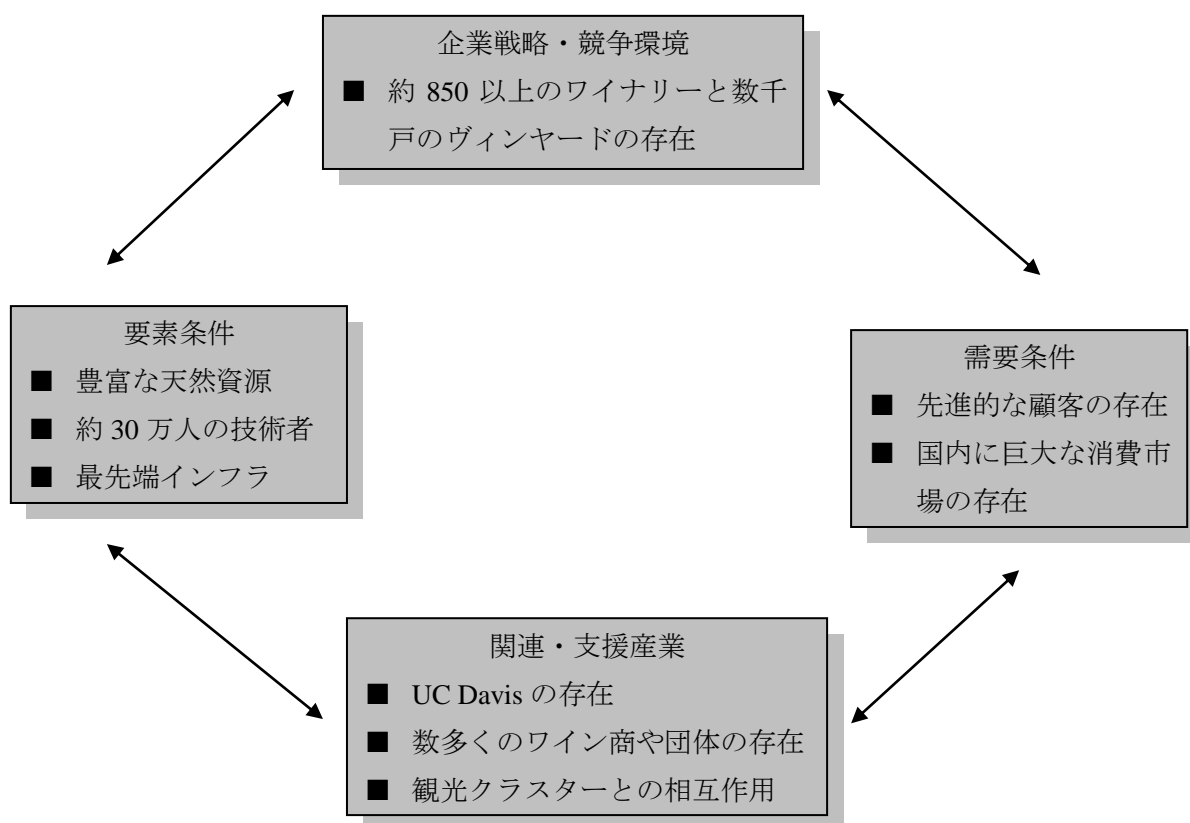 企業戦略・競争環境
■ 約 850 以上のワイナリーと数千
戸のヴィンヤードの存在
要素条件
■ 豊富な天然資源
■ 約 30 万人の技術者
■ 最先端インフラ
需要条件
■ 先進的な顧客の存在
■ 国内に巨大な消費市
場の存在
関連・支援産業
■ UC Davis の存在
■ 数多くのワイン商や団体の存在
■ 観光クラスターとの相互作用